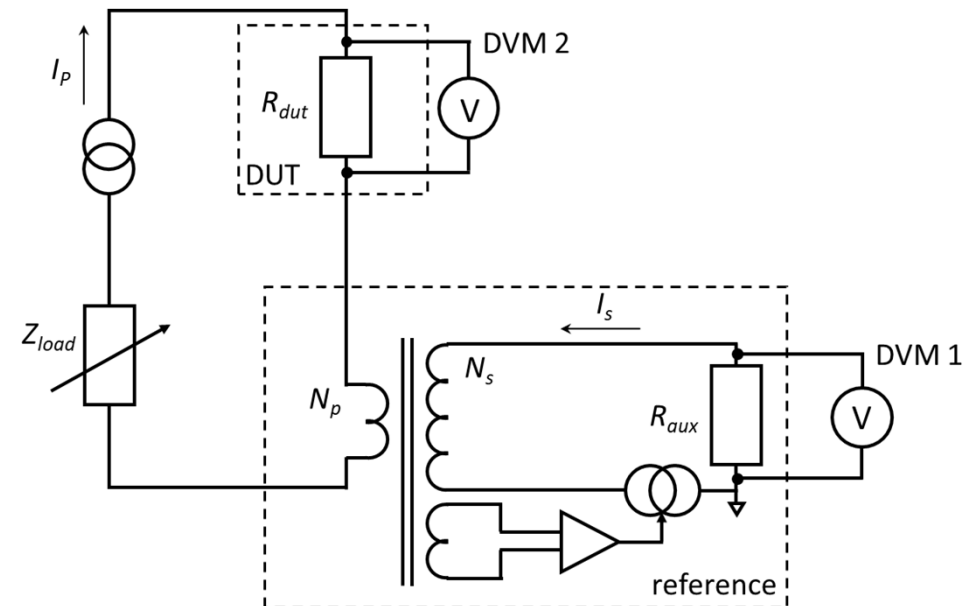 I_P
DVM 2
R_dut
V
DUT
Z_load
I_s
N_p
N_s
DVM 1
R_aux
V
reference